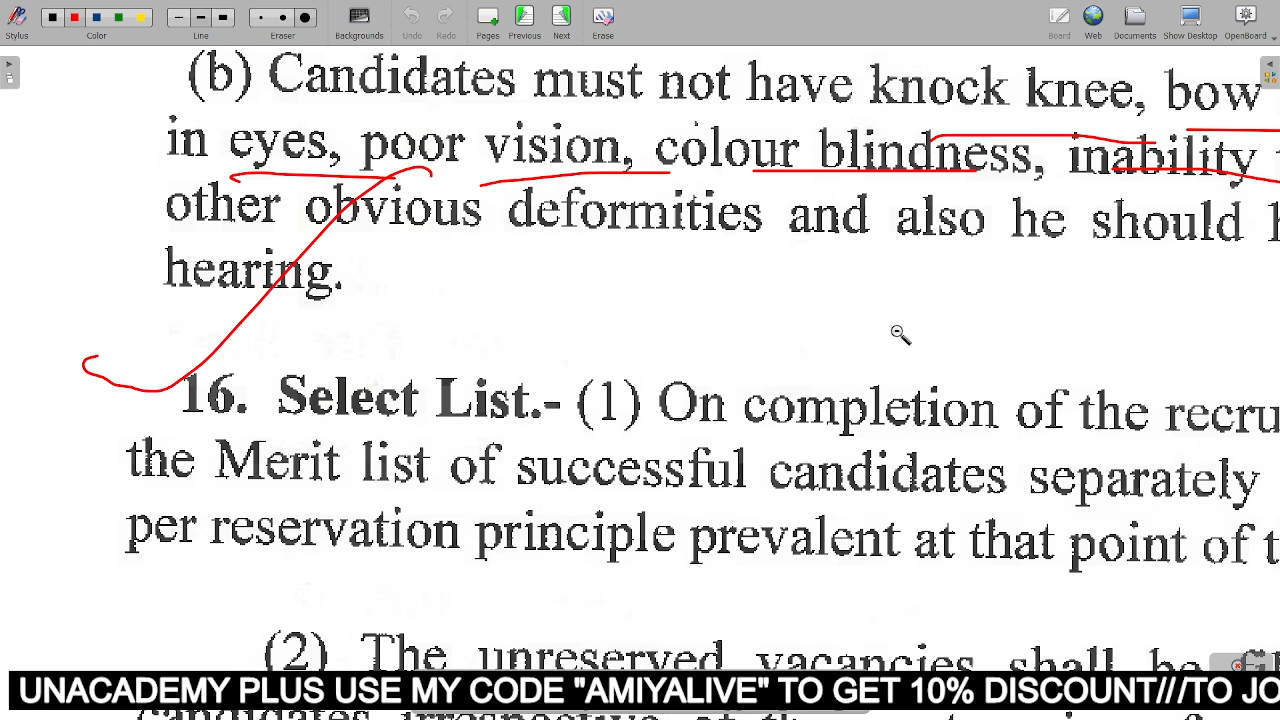 Stylus Color Line Eraser Backgrounds Undo Redo Pages Previous Next Erase Board Web Documents Show Desktop OpenBoard
(b) Candidates must not have knock knee, bow
in eyes, poor vision, colour blindness, inability
other obvious deformities and also he should
hearing.
16. Select List.- (1) On completion of the recru
the Merit list of successful candidates separately
per reservation principle prevalent at that point of t
(2) The unreserved vacancies shall be
UNACADEMY PLUS USE MY CODE "AMIYALIVE" TO GET 10% DISCOUNT///TO JO